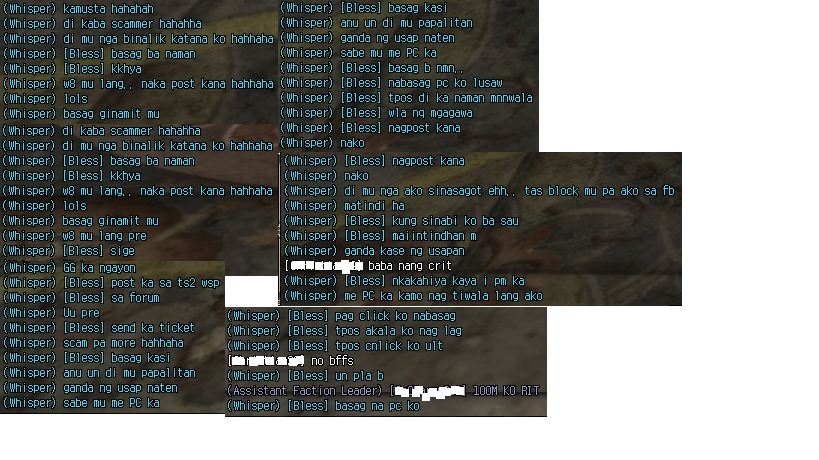 (Whisper) kamusta hahahah
(Whisper) di kaba scammer hahahha
(Whisper) di mu nga binalik katana ko hahhaha
(Whisper) [Bless] basag ba naman
(Whisper) [Bless] kkhya
(Whisper) w8 mu lang,, naka post kana hahhaha
(Whisper) lols
(Whisper) basag ginamit mu
(Whisper) di kaba scammer hahahha
(Whisper) di mu nga binalik katana ko hahhaha
(Whisper) [Bless] basag ba naman
(Whisper) [Bless] kkhya
(Whisper) w8 mu lang,, naka post kana hahhaha
(Whisper) lols
(Whisper) basag ginamit mu
(Whisper) w8 mu lang pre
(Whisper) [Bless] sige
(Whisper) GG ka ngayon
(Whisper) [Bless] post ka sa ts2 wsp
(Whisper) [Bless] sa forum
(Whisper) Uu pre
(Whisper) [Bless] send ka ticket
(Whisper) scam pa more hahhaha
(Whisper) [Bless] basag kasi
(Whisper) anu un di mu papalitan
(Whisper) ganda ng usap naten
(Whisper) sabe mu me PC ka
(Whisper) [Bless] basag kasi
(Whisper) anu un di mu papalitan
(Whisper) ganda ng usap naten
(Whisper) sabe mu me PC ka
(Whisper) [Bless] basag b nmn,,
(Whisper) [Bless] nabasag pc ko lusaw
(Whisper) [Bless] tpos di ka naman mnnwala
(Whisper) [Bless] wla ng mgagawa
(Whisper) [Bless] nagpost kana
(Whisper) nako
(Whisper) [Bless] nagpost kana
(Whisper) nako
(Whisper) di mu nga ako sinasagot ehh,, tas block mu pa ako sa fb
(Whisper) matindi ha
(Whisper) [Bless] kung sinabi ko ba sau
(Whisper) [Bless] maiintindhan m
(Whisper) ganda kase ng usapan
baba nang crit
(Whisper) [Bless] nkakahiya kaya i pm ka
(Whisper) me PC ka kamo nag tiwala lang ako
(Whisper) [Bless] pag click ko nabasag
(Whisper) [Bless] tpos akala ko nag lag
(Whisper) [Bless] tpos cnlick ko ult
no bffs
(Whisper) [Bless] un pla b
(Assistant Faction Leader) 100M KO RIT
(Whisper) [Bless] basag na pc ko